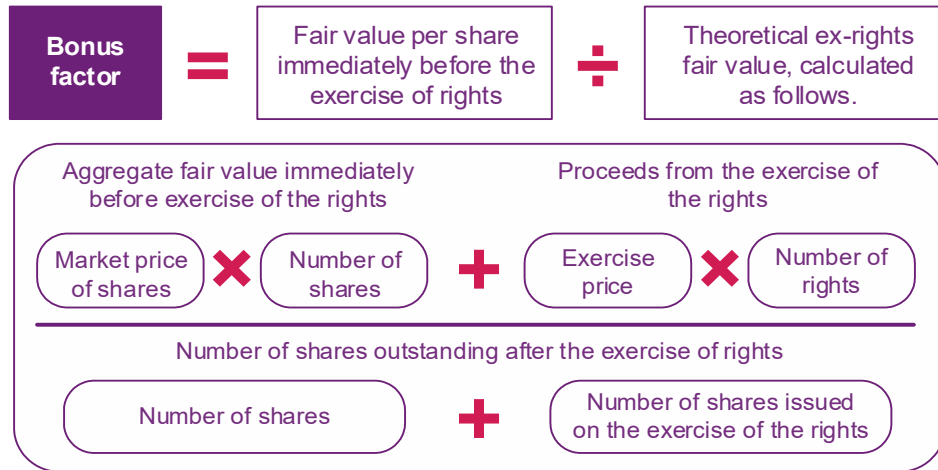 Bonus
factor
=
Fair value per share
immediately before the
exercise of rights
÷
Theoretical ex-rights
fair value, calculated
as follows.
Aggregate fair value immediately
before exercise of the rights
Proceeds from the exercise of
the rights
Market price
of shares
×
Number of
shares
+
Exercise
price
×
Number of
rights
Number of shares outstanding after the exercise of rights
Number of shares
+
Number of shares issued
on the exercise of the rights